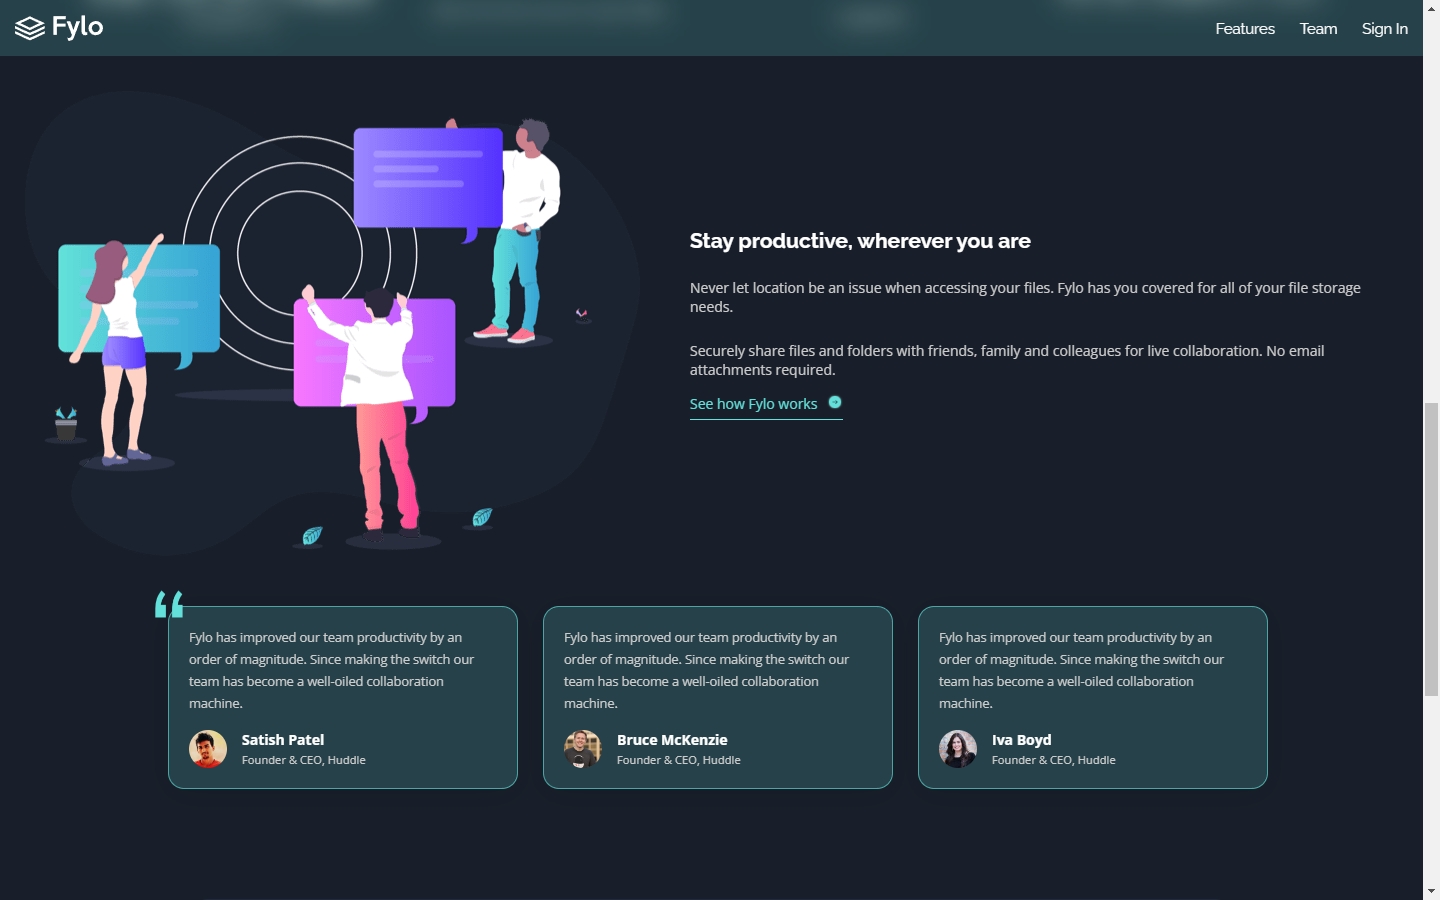 Fylo
Features Team Sign In
Stay productive, wherever you are
Never let location be an issue when accessing your files. Fylo has you covered for all of your file storage
needs.
Securely share files and folders with friends, family and colleagues for live collaboration. No email
attachments required.
See how Fylo works
Fylo has improved our team productivity by an
order of magnitude. Since making the switch our
team has become a well-oiled collaboration
machine.
Satish Patel
Founder & CEO, Huddle
Fylo has improved our team productivity by an
order of magnitude. Since making the switch our
team has become a well-oiled collaboration
machine.
Bruce McKenzie
Founder & CEO, Huddle
Fylo has improved our team productivity by an
order of magnitude. Since making the switch our
team has become a well-oiled collaboration
machine.
Iva Boyd
Founder & CEO, Huddle